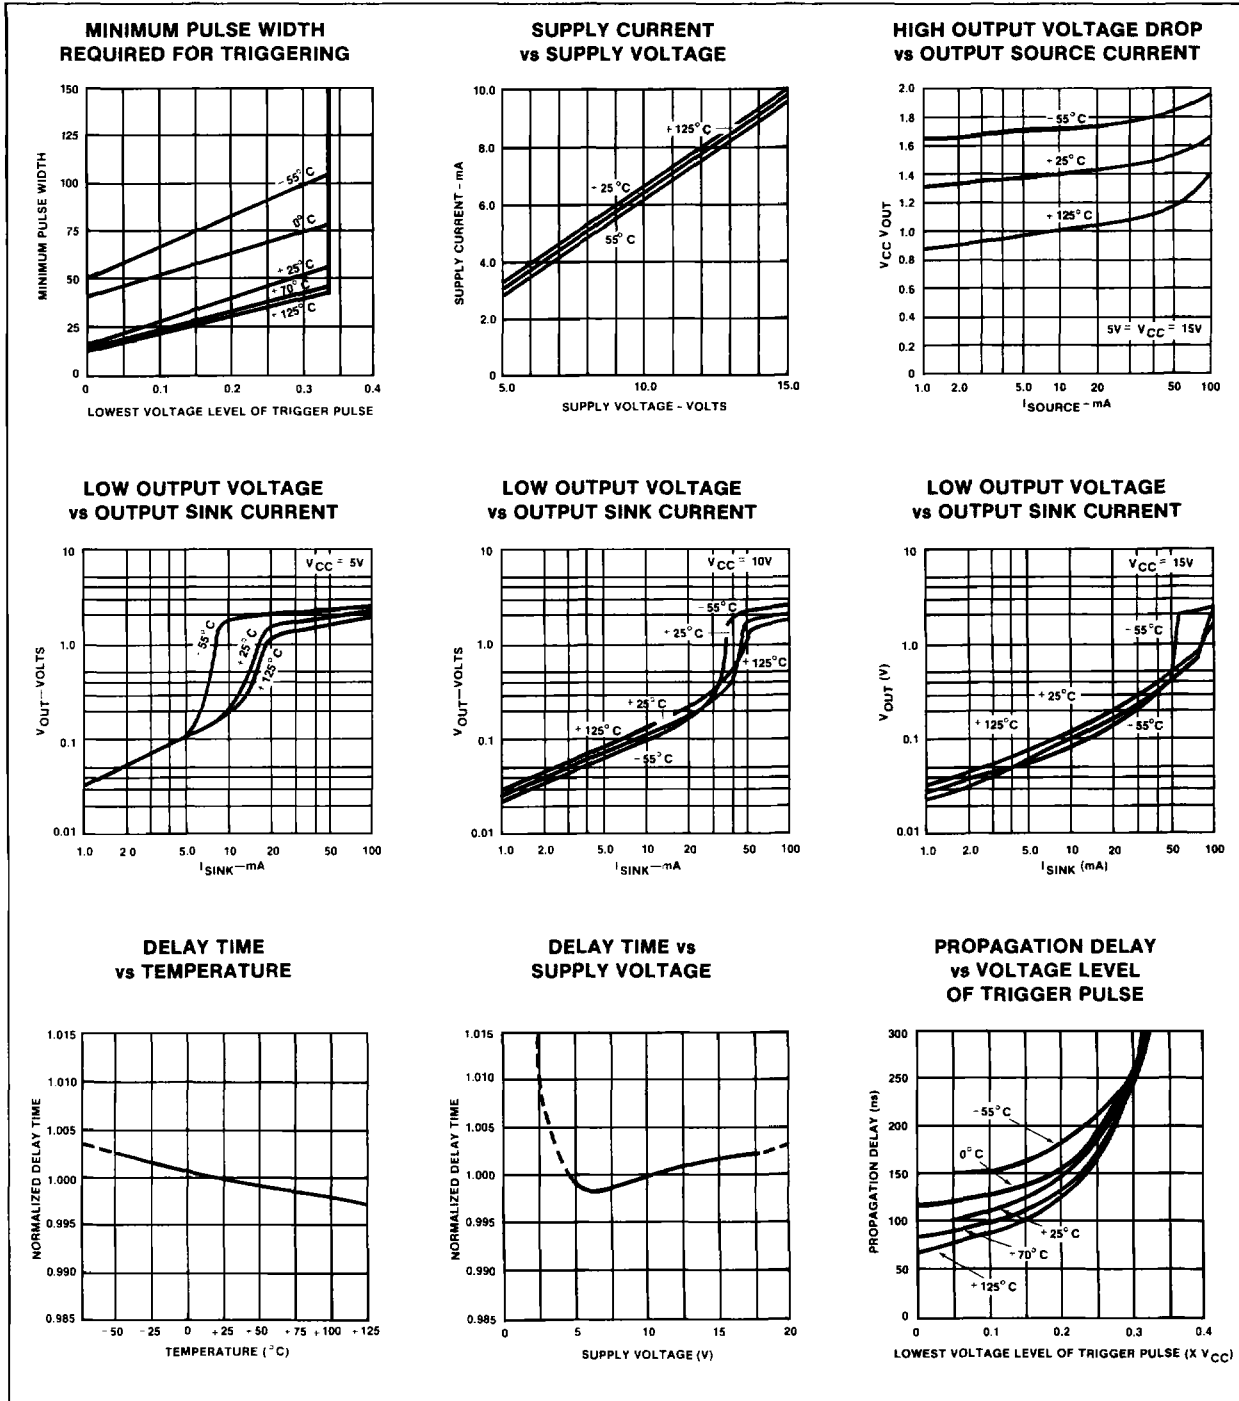 MINIMUM PULSE WIDTH
REQUIRED FOR TRIGGERING
MINIMUM PULSE WIDTH
150
125
100
75
50
25
0
-55°C
0°C
+25°C
+70°C
+125°C
0 0.1 0.2 0.3 0.4
LOWEST VOLTAGE LEVEL OF TRIGGER PULSE
SUPPLY CURRENT
vs SUPPLY VOLTAGE
SUPPLY CURRENT - mA
10.0
8.0
6.0
4.0
2.0
0
+125°C
+25°C
55°C
5.0 10.0 15.0
SUPPLY VOLTAGE - VOLTS
HIGH OUTPUT VOLTAGE DROP
vs OUTPUT SOURCE CURRENT
VCC VOUT
2.0
1.8
1.6
1.4
1.2
1.0
0.8
0.6
0.4
0.2
0
-55°C
+25°C
+125°C
5V = VCC = 15V
1.0 2.0 5.0 10 20 50 100
ISOURCE - mA
LOW OUTPUT VOLTAGE
vs OUTPUT SINK CURRENT
VOUT—VOLTS
10
1.0
0.1
0.01
VCC = 5V
-55°C
+25°C
+125°C
1.0 2 0 5.0 10 20 50 100
ISINK—mA
LOW OUTPUT VOLTAGE
vs OUTPUT SINK CURRENT
VOUT—VOLTS
10
1.0
0.1
0.01
VCC = 10V
-55°C
+25°C
+125°C
+25°C
+125°C
-55°C
1.0 2.0 5.0 10 20 50 100
ISINK—mA
LOW OUTPUT VOLTAGE
vs OUTPUT SINK CURRENT
VOUT (V)
10
1.0
0.1
0.01
VCC = 15V
-55°C
+25°C
+125°C
-55°C
1.0 2.0 5.0 10 20 50 100
ISINK (mA)
DELAY TIME
vs TEMPERATURE
NORMALIZED DELAY TIME
1.015
1.010
1.005
1.000
0.995
0.990
0.985
-50 -25 0 +25 +50 +75 +100 +125
TEMPERATURE (°C)
DELAY TIME vs
SUPPLY VOLTAGE
NORMALIZED DELAY TIME
1.015
1.010
1.005
1.000
0.995
0.990
0.985
0 5 10 15 20
SUPPLY VOLTAGE (V)
PROPAGATION DELAY
vs VOLTAGE LEVEL
OF TRIGGER PULSE
PROPAGATION DELAY (ns)
300
250
200
150
100
50
0
-55°C
0°C
+25°C
+70°C
+125°C
0 0.1 0.2 0.3 0.4
LOWEST VOLTAGE LEVEL OF TRIGGER PULSE (X VCC)